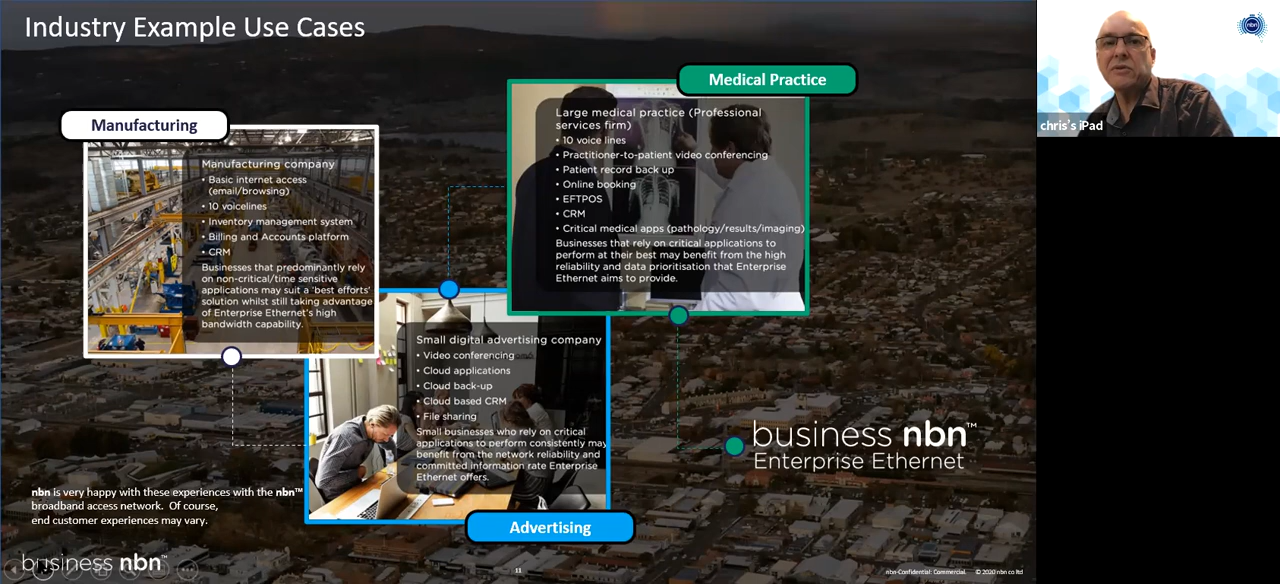 Industry Example Use Cases
Manufacturing
Manufacturing company
• Basic internet access
(email/browsing)
• 10 voicelines
• Inventory management system
• Billing and Accounts platform
• CRM
Businesses that predominantly rely
on non-critical/time sensitive
applications may suit a 'best efforts'
solution whilst still taking advantage
of Enterprise Ethernet's high
bandwidth capability.
Medical Practice
Large medical practice (Professional
services firm)
• 10 voice lines
• Practitioner-to-patient video conferencing
• Patient record back up
• Online booking
• EFTPOS
• CRM
• Critical medical apps (pathology/results/imaging)
Businesses that rely on critical applications to
perform at their best may benefit from the high
reliability and data prioritisation that Enterprise
Ethernet aims to provide.
Small digital advertising company
• Video conferencing
• Cloud applications
• Cloud back-up
• Cloud based CRM
• File sharing
Small businesses who rely on critical
applications to perform consistently may
benefit from the network reliability and
committed information rate Enterprise
Ethernet offers.
Advertising
business nbn™
Enterprise Ethernet
nbn is very happy with these experiences with the nbn™
broadband access network. Of course,
end customer experiences may vary.
business nbn™
11
nbn-Confidential: Commercial. © 2020 nbn co ltd
nbn
chris's iPad